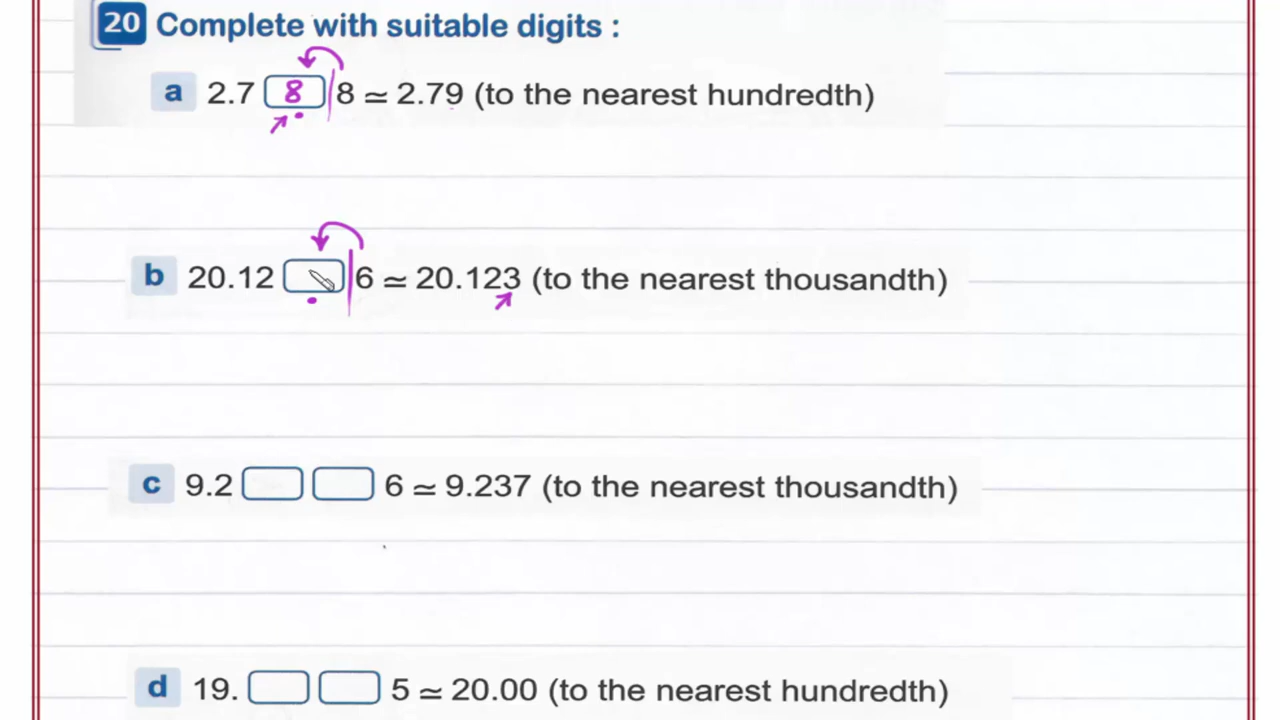 20 Complete with suitable digits :
a 2.7 8 8 ≃ 2.79 (to the nearest hundredth)
b 20.12 6 ≃ 20.123 (to the nearest thousandth)
c 9.2 6 ≃ 9.237 (to the nearest thousandth)
d 19. 5 ≃ 20.00 (to the nearest hundredth)